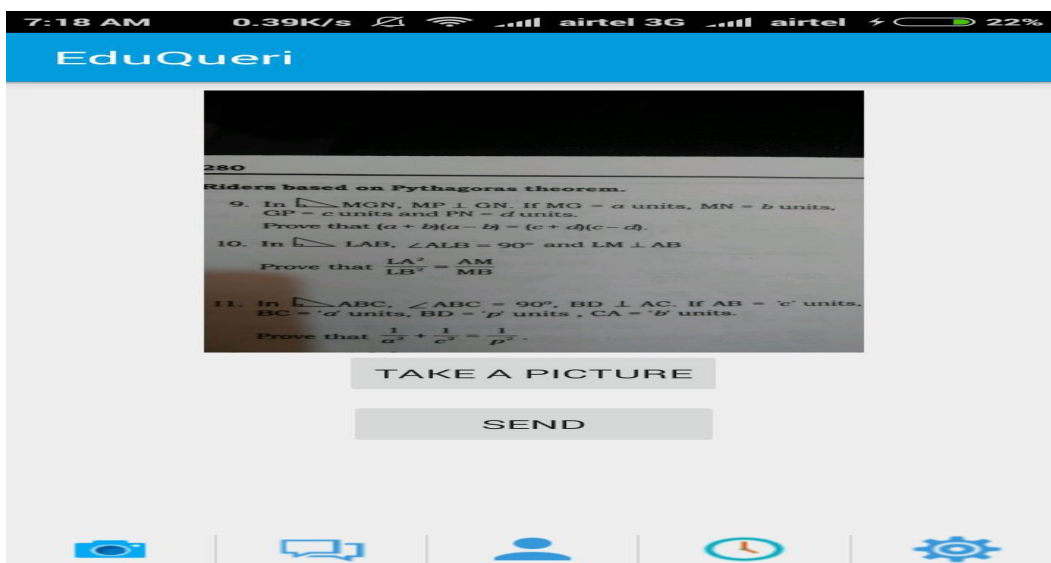 7:18 AM 0.39K/s airtel 3G airtel 22%
EduQueri
280
Riders based on Pythagoras theorem.
9. In MGN, MP ⊥ GN. If MG = a units, MN = b units,
GP = c units and PN = d units.
Prove that (a + b)(a – b) = (c + d)(c – d).
10. In LAB, ∠ALB = 90° and LM ⊥ AB
Prove that LA²/LB² = AM/MB
11. In ABC, ∠ABC = 90°, BD ⊥ AC. If AB = 'c' units,
BC = 'a' units, BD = 'p' units , CA = 'b' units.
Prove that 1/a² + 1/c² = 1/p².
TAKE A PICTURE
SEND